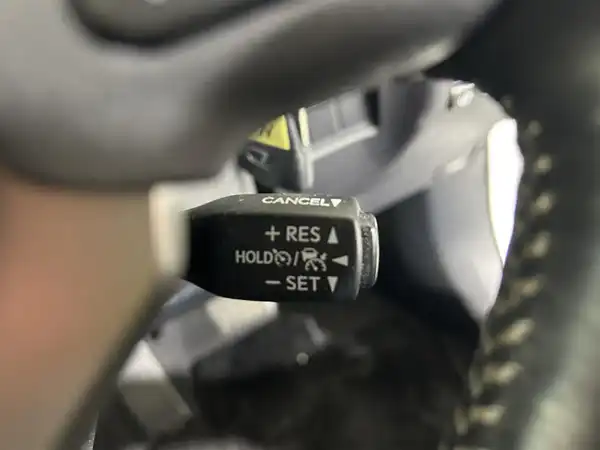 CANCEL▼
+ RES ▲
HOLD / ◄
− SET ▼